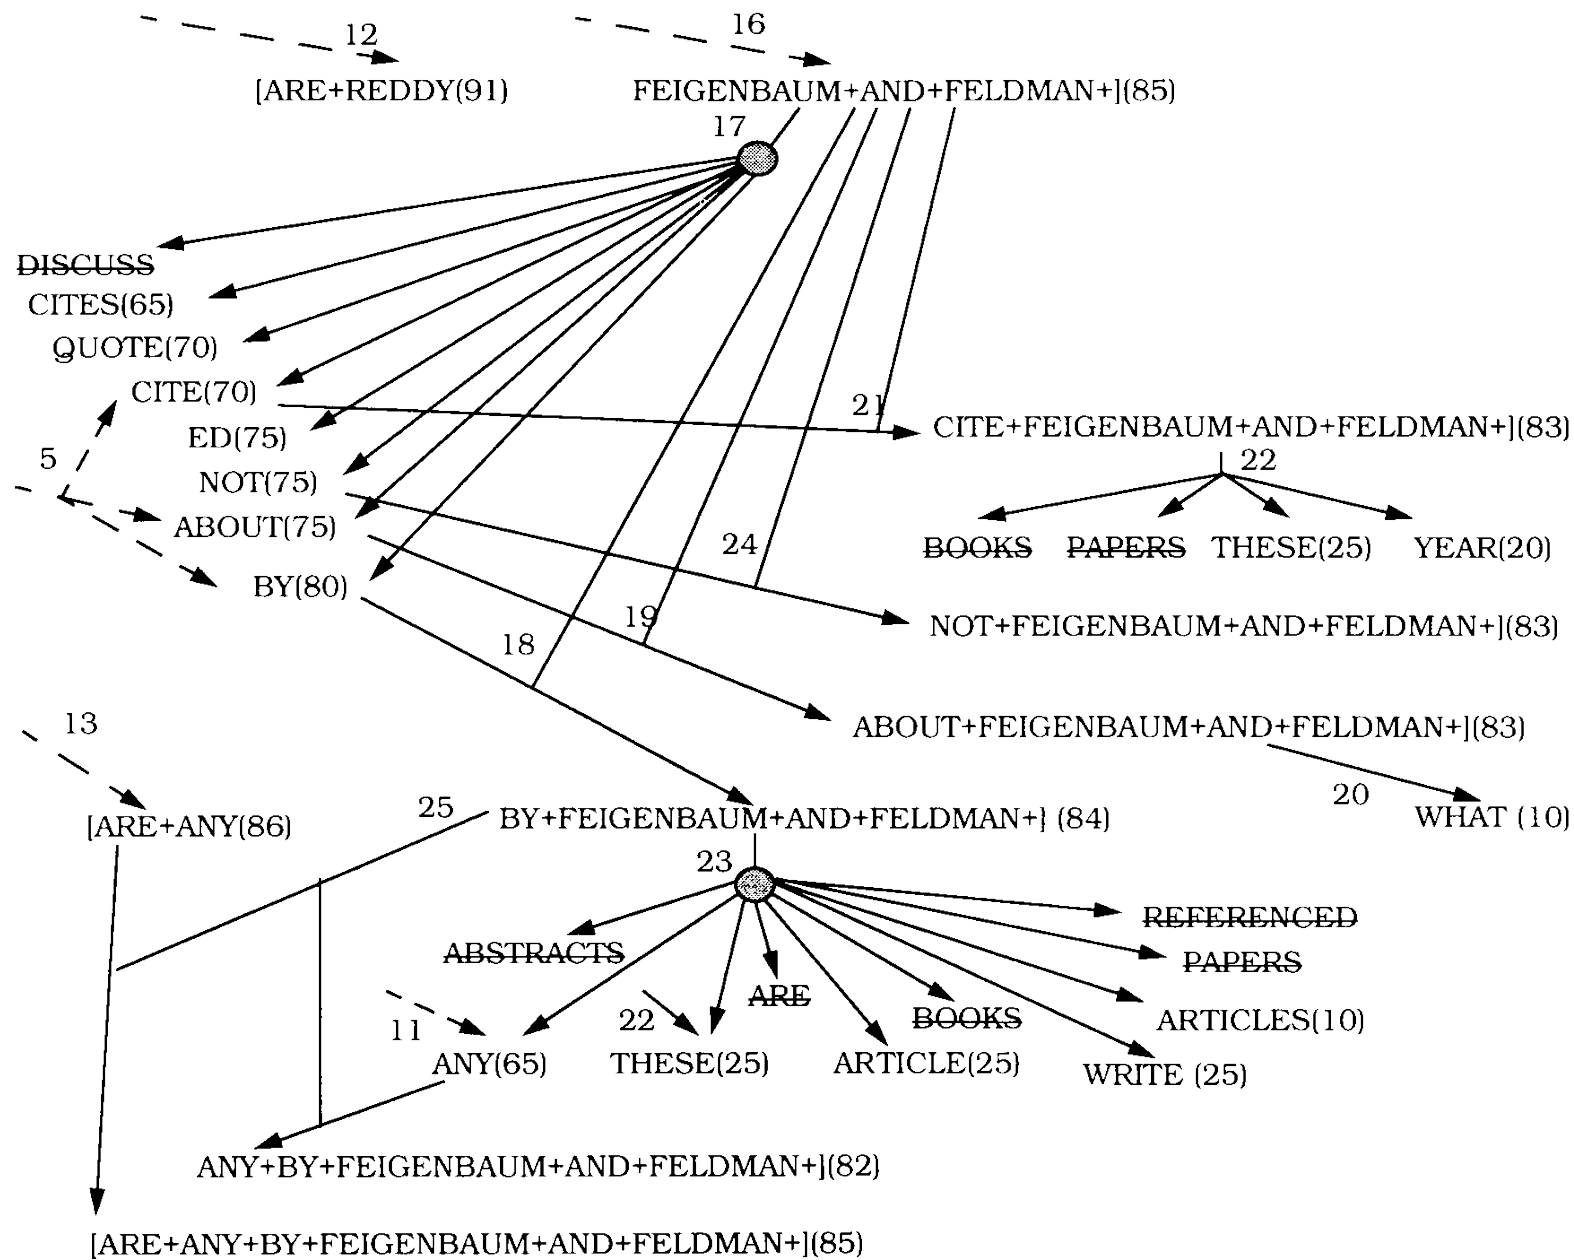 12
16
[ARE+REDDY(91)
FEIGENBAUM+AND+FELDMAN+](85)
17
DISCUSS
CITES(65)
QUOTE(70)
CITE(70)
21
CITE+FEIGENBAUM+AND+FELDMAN+](83)
ED(75)
5
22
NOT(75)
ABOUT(75)
24
BOOKS
PAPERS
THESE(25)
YEAR(20)
BY(80)
19
NOT+FEIGENBAUM+AND+FELDMAN+](83)
18
13
ABOUT+FEIGENBAUM+AND+FELDMAN+](83)
20
25
[ARE+ANY(86)
BY+FEIGENBAUM+AND+FELDMAN+} (84)
WHAT (10)
23
REFERENCED
ABSTRACTS
PAPERS
ARE
BOOKS
22
11
ARTICLES(10)
ANY(65)
THESE(25)
ARTICLE(25)
WRITE (25)
ANY+BY+FEIGENBAUM+AND+FELDMAN+](82)
[ARE+ANY+BY+FEIGENBAUM+AND+FELDMAN+](85)